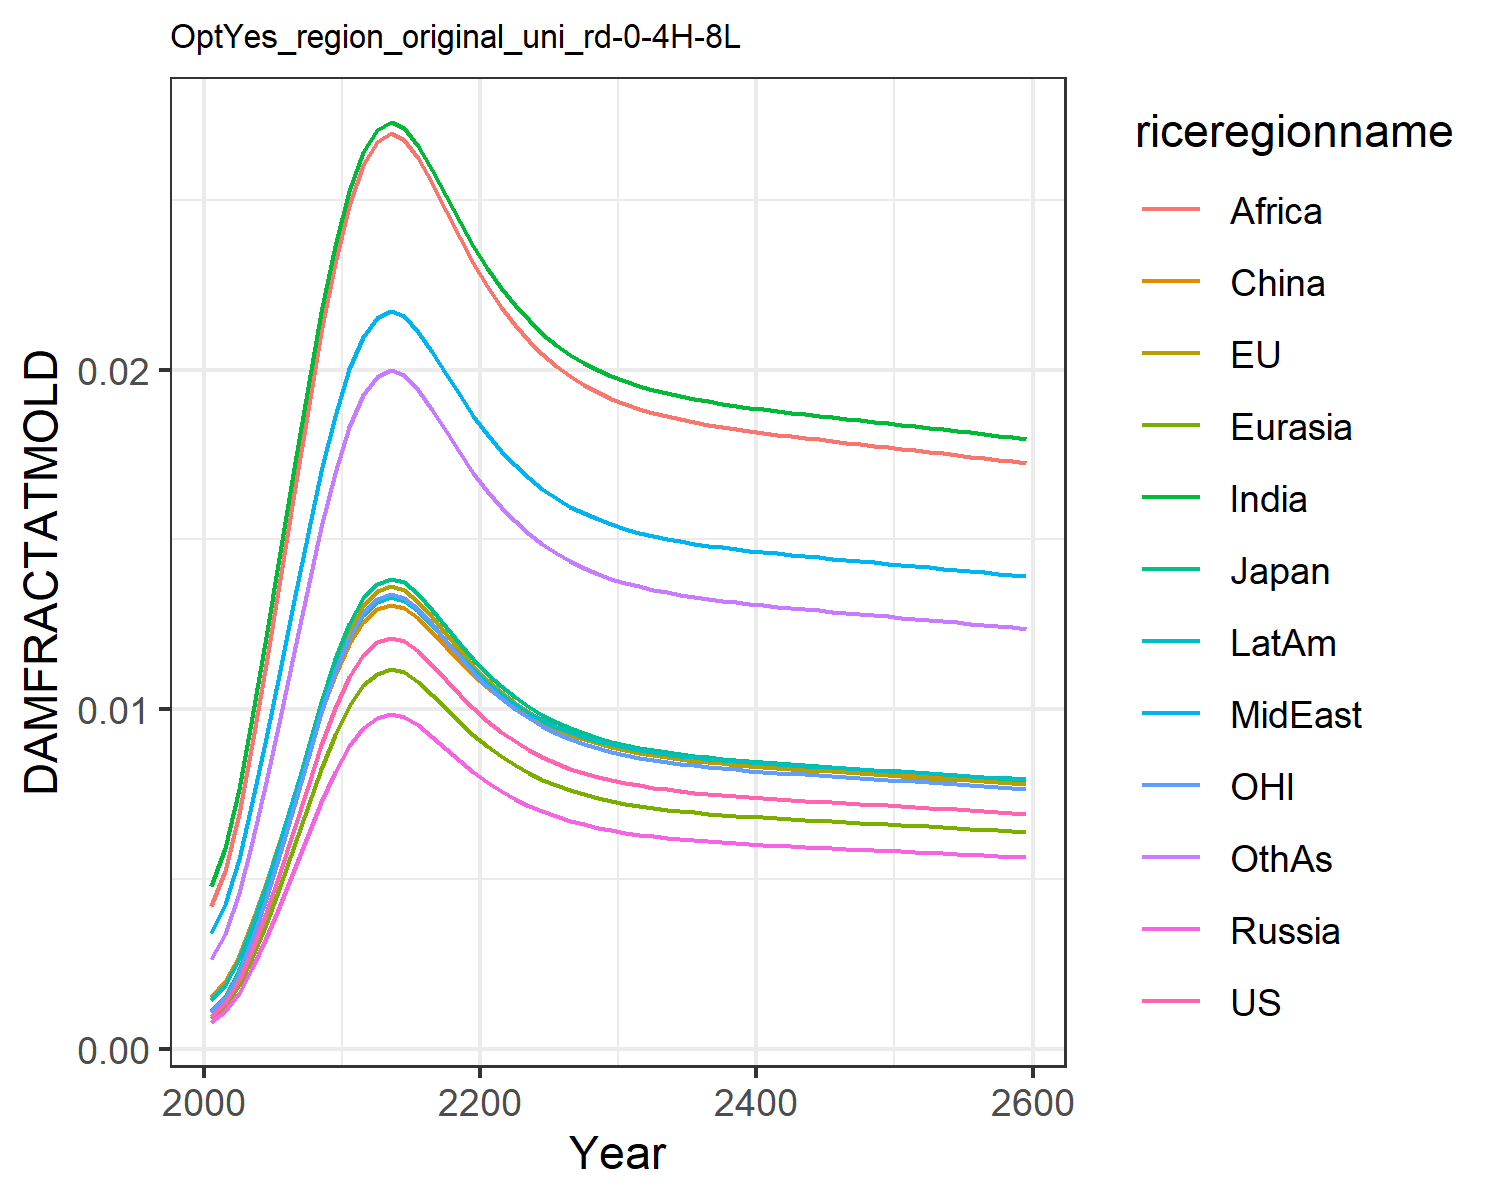 OptYes_region_original_uni_rd-0-4H-8L
DAMFRACTATMOLD
0.02
0.01
0.00
2000 2200 2400 2600
Year
riceregionname
Africa
China
EU
Eurasia
India
Japan
LatAm
MidEast
OHI
OthAs
Russia
US